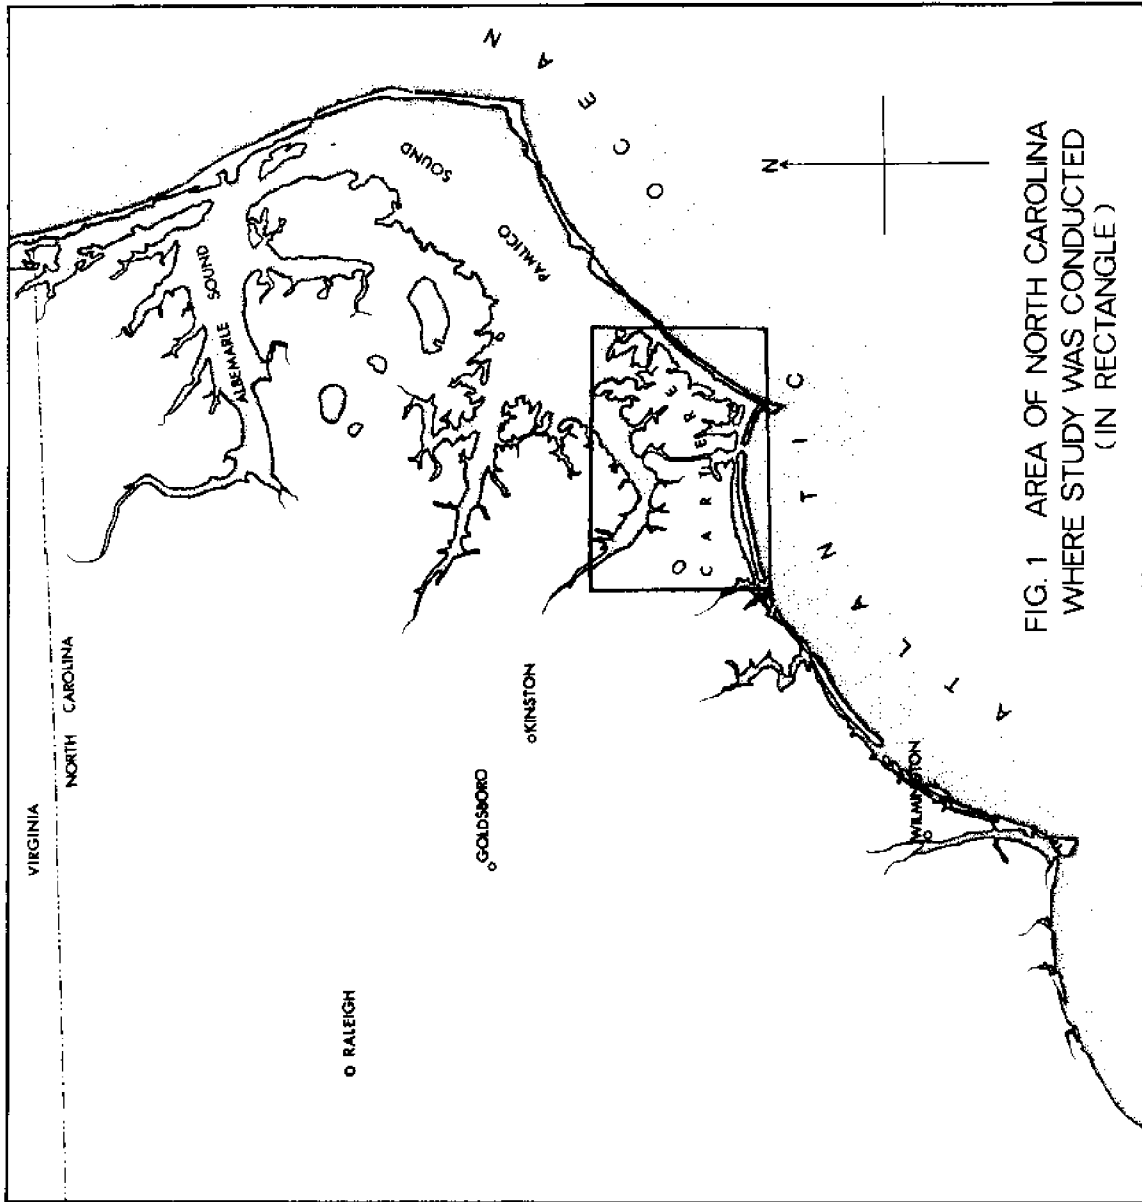 VIRGINIA
NORTH CAROLINA
ALBEMARLE SOUND
PAMLICO SOUND
RALEIGH
GOLDSBORO
KINSTON
WILMINGTON
CARTERET
ATLANTIC OCEAN
N
FIG. 1 AREA OF NORTH CAROLINA
WHERE STUDY WAS CONDUCTED
(IN RECTANGLE)